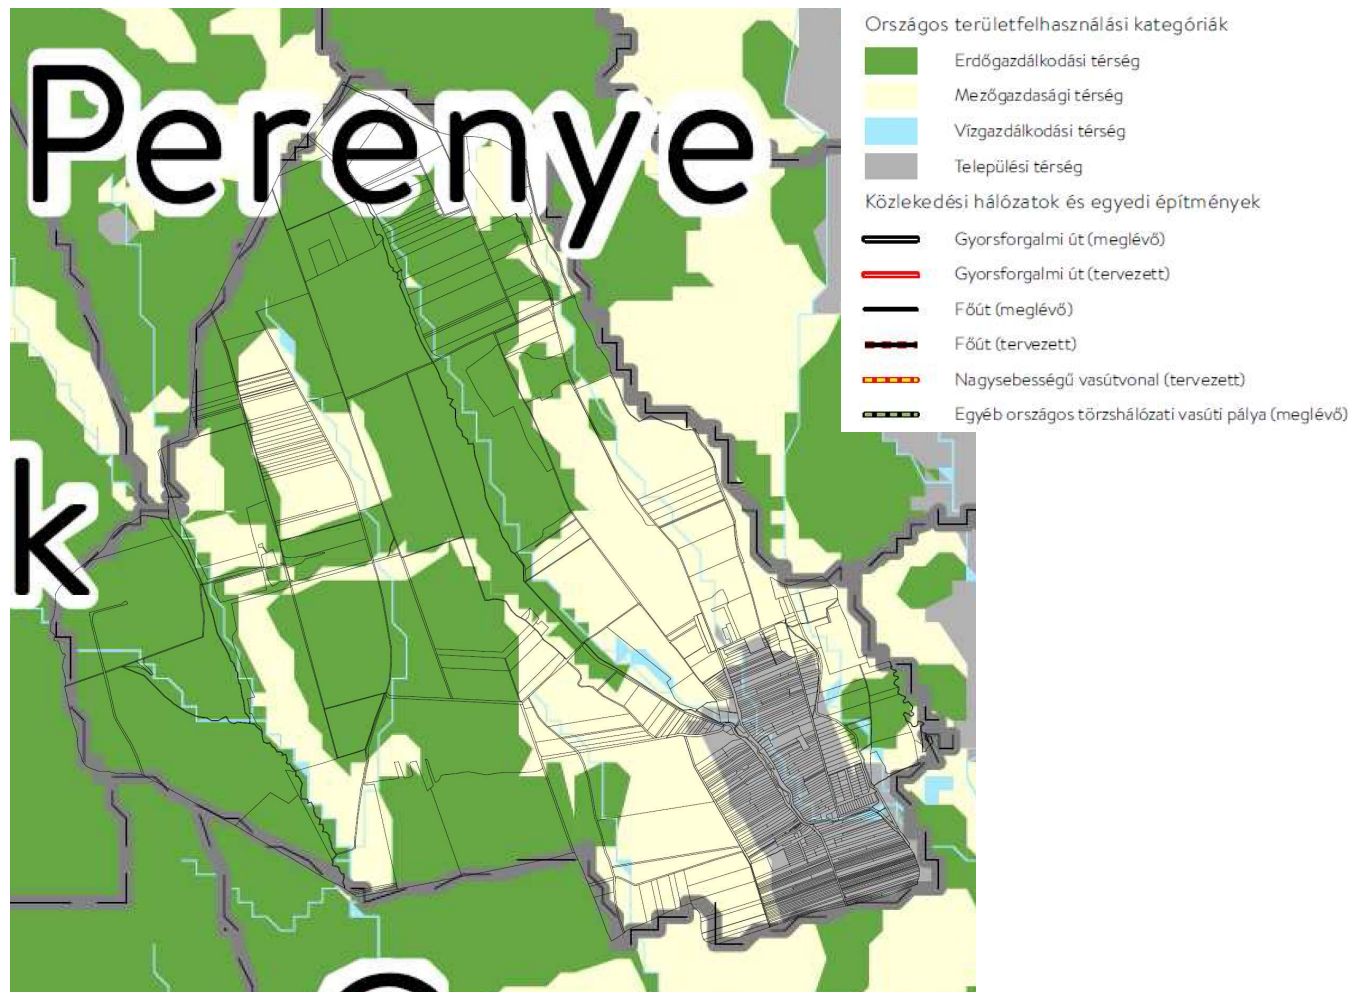 Perenye
k
Országos területfelhasználási kategóriák
Erdőgazdálkodási térség
Mezőgazdasági térség
Vízgazdálkodási térség
Települési térség
Közlekedési hálózatok és egyedi építmények
Gyorsforgalmi út (meglévő)
Gyorsforgalmi út (tervezett)
Főút (meglévő)
Főút (tervezett)
Nagysebességű vasútvonal (tervezett)
Egyéb országos törzshálózati vasúti pálya (meglévő)